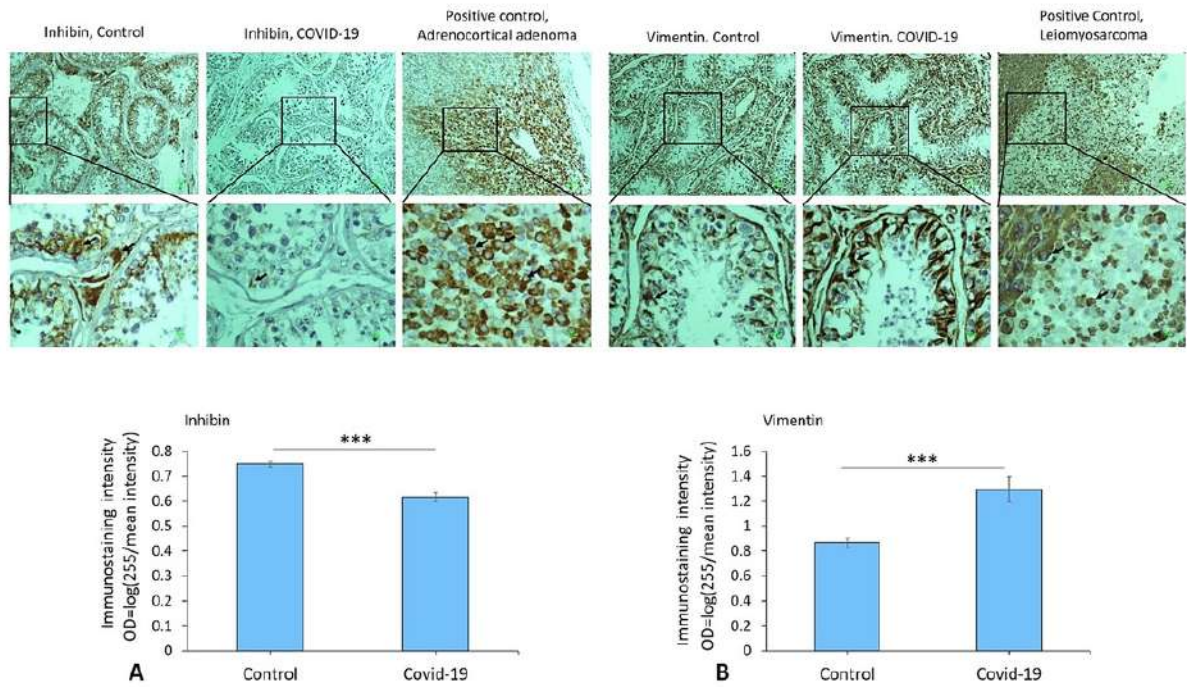 Inhibin, Control
Inhibin, COVID-19
Positive control,
Adrenocortical adenoma
Vimentin. Control
Vimentin. COVID-19
Positive Control,
Leiomyosarcoma
Inhibin
Immunostaining intensity
OD=log(255/mean intensity)
0.8
0.7
0.6
0.5
0.4
0.3
0.2
0.1
0
***
Control
Covid-19
A
Vimentin
Immunostaining intensity
OD=log(255/mean intensity)
1.6
1.4
1.2
1
0.8
0.6
0.4
0.2
0
***
Control
Covid-19
B